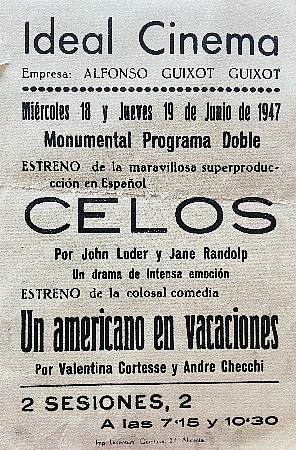 Ideal Cinema
Empresa: ALFONSO GUIXOT GUIXOT
Miércoles 18 y Jueves 19 de Junio de 1947
Monumental Programa Doble
ESTRENO de la maravillosa superproduc-
cción en Español
CELOS
Por John Loder y Jane Randolp
Un drama de intensa emoción
ESTRENO de la colosal comedia
Un americano en vacaciones
Por Valentina Cortesse y Andre Checchi
2 SESIONES, 2
A las 7·15 y 10·30
Imp.